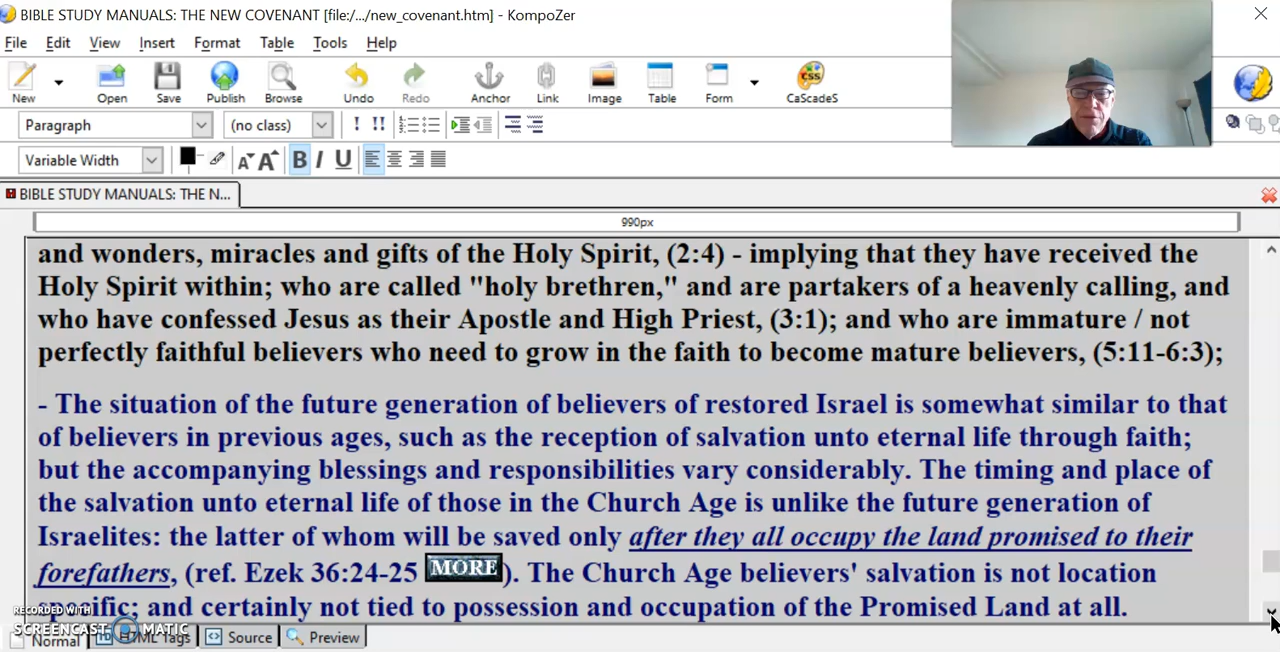 BIBLE STUDY MANUALS: THE NEW COVENANT [file:/.../new_covenant.htm] - KompoZer
File Edit View Insert Format Table Tools Help
New Open Save Publish Browse Undo Redo Anchor Link Image Table Form CaScadeS
Paragraph (no class) ! !!
Variable Width A A B I U
BIBLE STUDY MANUALS: THE N...
990px
and wonders, miracles and gifts of the Holy Spirit, (2:4) - implying that they have received the
Holy Spirit within; who are called "holy brethren," and are partakers of a heavenly calling, and
who have confessed Jesus as their Apostle and High Priest, (3:1); and who are immature / not
perfectly faithful believers who need to grow in the faith to become mature believers, (5:11-6:3);
- The situation of the future generation of believers of restored Israel is somewhat similar to that
of believers in previous ages, such as the reception of salvation unto eternal life through faith;
but the accompanying blessings and responsibilities vary considerably. The timing and place of
the salvation unto eternal life of those in the Church Age is unlike the future generation of
Israelites: the latter of whom will be saved only after they all occupy the land promised to their
forefathers, (ref. Ezek 36:24-25 MORE). The Church Age believers' salvation is not location
and certainly not tied to possession and occupation of the Promised Land at all.
RECORDED WITH
SCREENCAST MATIC
Normal HTML Tags Source Preview